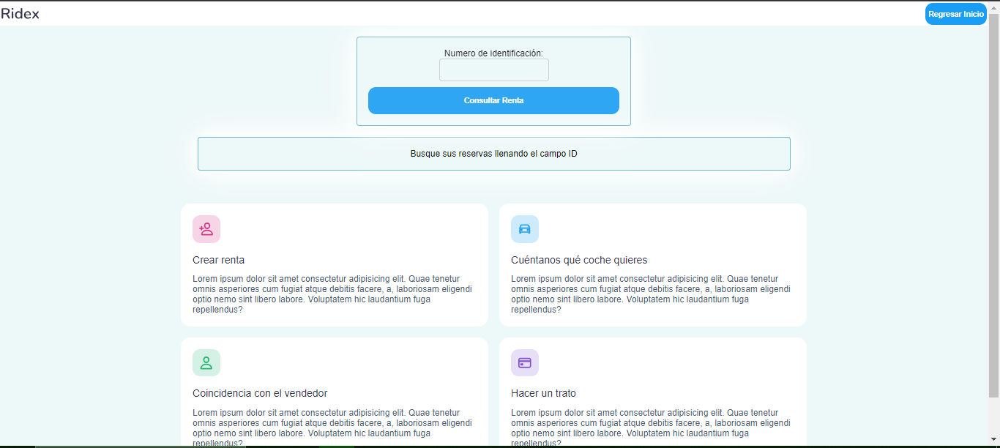 Ridex
Regresar Inicio
Numero de identificación:
Consultar Renta
Busque sus reservas llenando el campo ID
Crear renta
Lorem ipsum dolor sit amet consectetur adipisicing elit. Quae tenetur
omnis asperiores cum fugiat atque debitis facere, a, laboriosam eligendi
optio nemo sint libero labore. Voluptatem hic laudantium fuga
repellendus?
Cuéntanos qué coche quieres
Lorem ipsum dolor sit amet consectetur adipisicing elit. Quae tenetur
omnis asperiores cum fugiat atque debitis facere, a, laboriosam eligendi
optio nemo sint libero labore. Voluptatem hic laudantium fuga
repellendus?
Coincidencia con el vendedor
Lorem ipsum dolor sit amet consectetur adipisicing elit. Quae tenetur
omnis asperiores cum fugiat atque debitis facere, a, laboriosam eligendi
optio nemo sint libero labore. Voluptatem hic laudantium fuga
repellendus?
Hacer un trato
Lorem ipsum dolor sit amet consectetur adipisicing elit. Quae tenetur
omnis asperiores cum fugiat atque debitis facere, a, laboriosam eligendi
optio nemo sint libero labore. Voluptatem hic laudantium fuga
repellendus?